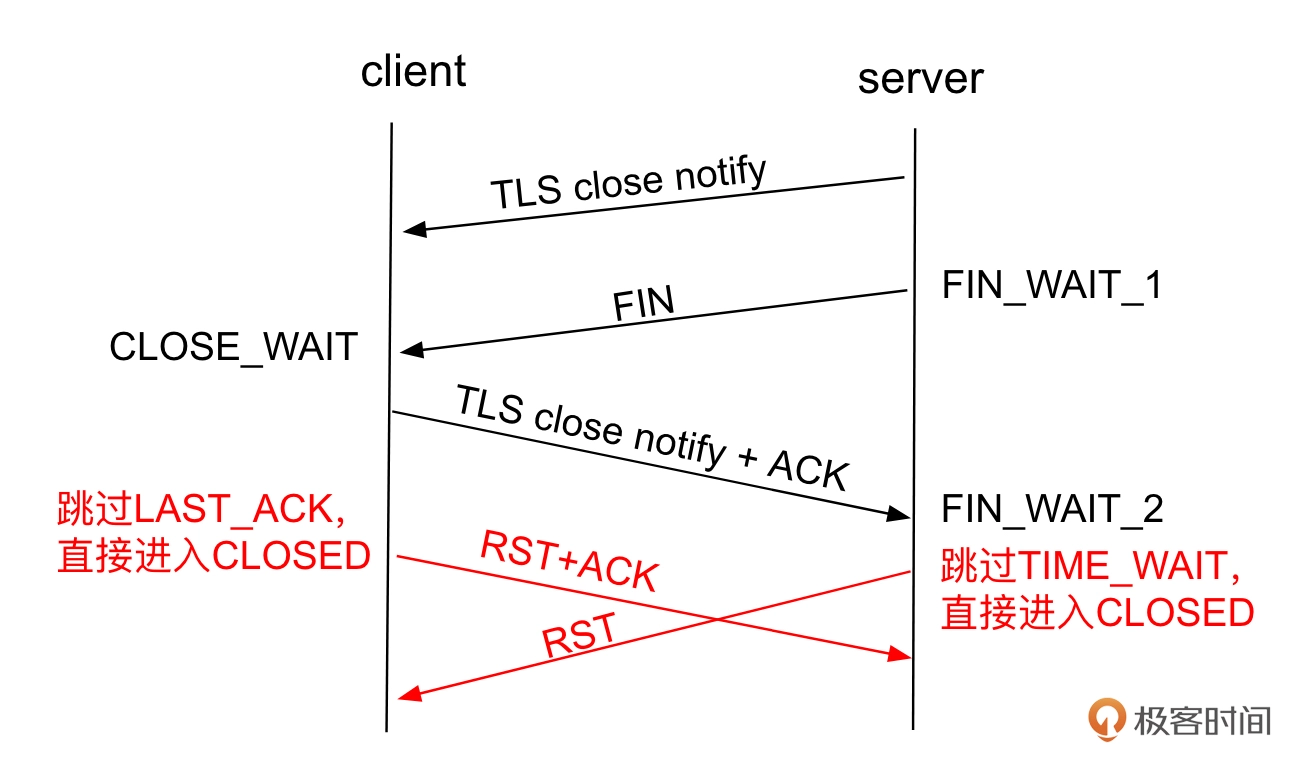 client
server
TLS close notify
FIN_WAIT_1
FIN
CLOSE_WAIT
TLS close notify + ACK
跳过LAST_ACK,
直接进入CLOSED
RST+ACK
FIN_WAIT_2
跳过TIME_WAIT,
直接进入CLOSED
RST
极客时间